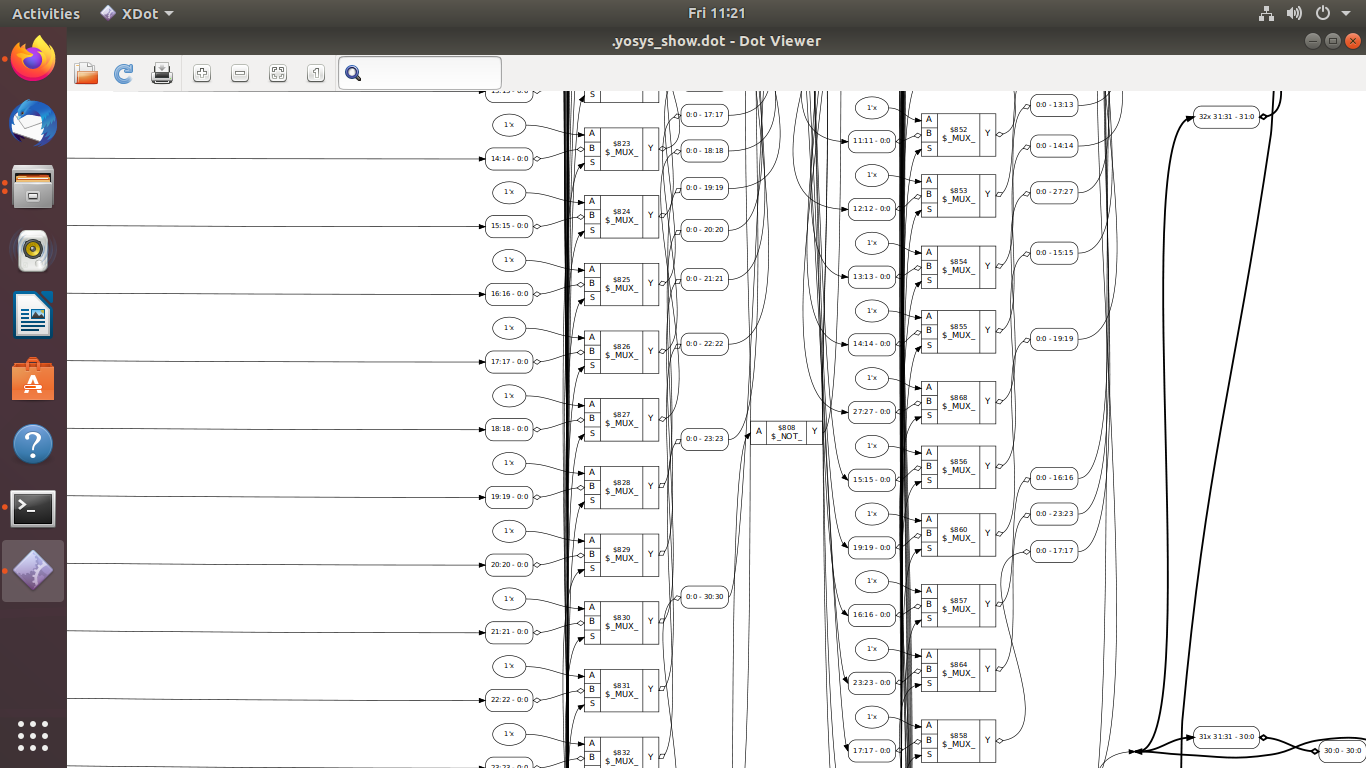 Activities
XDot
Fri 11:21
.yosys_show.dot - Dot Viewer
1'x
14:14 - 0:0
1'x
15:15 - 0:0
1'x
16:16 - 0:0
1'x
17:17 - 0:0
1'x
18:18 - 0:0
1'x
19:19 - 0:0
1'x
20:20 - 0:0
1'x
21:21 - 0:0
1'x
22:22 - 0:0
1'x
S
A
B
S
$823
$_MUX_
Y
A
B
S
$824
$_MUX_
Y
A
B
S
$825
$_MUX_
Y
A
B
S
$826
$_MUX_
Y
A
B
S
$827
$_MUX_
Y
A
B
S
$828
$_MUX_
Y
A
B
S
$829
$_MUX_
Y
A
B
S
$830
$_MUX_
Y
A
B
S
$831
$_MUX_
Y
A
B
$832
$_MUX_
Y
0:0 - 17:17
0:0 - 18:18
0:0 - 19:19
0:0 - 20:20
0:0 - 21:21
0:0 - 22:22
0:0 - 23:23
0:0 - 30:30
A
$808
$_NOT_
Y
1'x
11:11 - 0:0
1'x
12:12 - 0:0
1'x
13:13 - 0:0
1'x
14:14 - 0:0
1'x
27:27 - 0:0
1'x
15:15 - 0:0
1'x
19:19 - 0:0
1'x
16:16 - 0:0
1'x
23:23 - 0:0
1'x
17:17 - 0:0
A
B
S
$852
$_MUX_
Y
A
B
S
$853
$_MUX_
Y
A
B
S
$854
$_MUX_
Y
A
B
S
$855
$_MUX_
Y
A
B
S
$868
$_MUX_
Y
A
B
S
$856
$_MUX_
Y
A
B
S
$860
$_MUX_
Y
A
B
S
$857
$_MUX_
Y
A
B
S
$864
$_MUX_
Y
A
B
S
$858
$_MUX_
Y
0:0 - 13:13
0:0 - 14:14
0:0 - 27:27
0:0 - 15:15
0:0 - 19:19
0:0 - 16:16
0:0 - 23:23
0:0 - 17:17
32x 31:31 - 31:0
31x 31:31 - 30:0
30:0 - 30:0